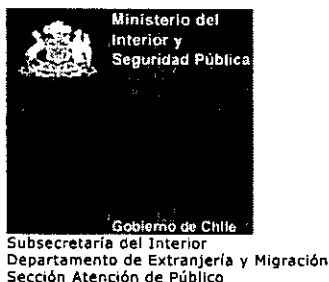 Ministerio del
Interior y
Seguridad Pública
Gobierno de Chile
Subsecretaría del Interior
Departamento de Extranjería y Migración
Sección Atención de Público